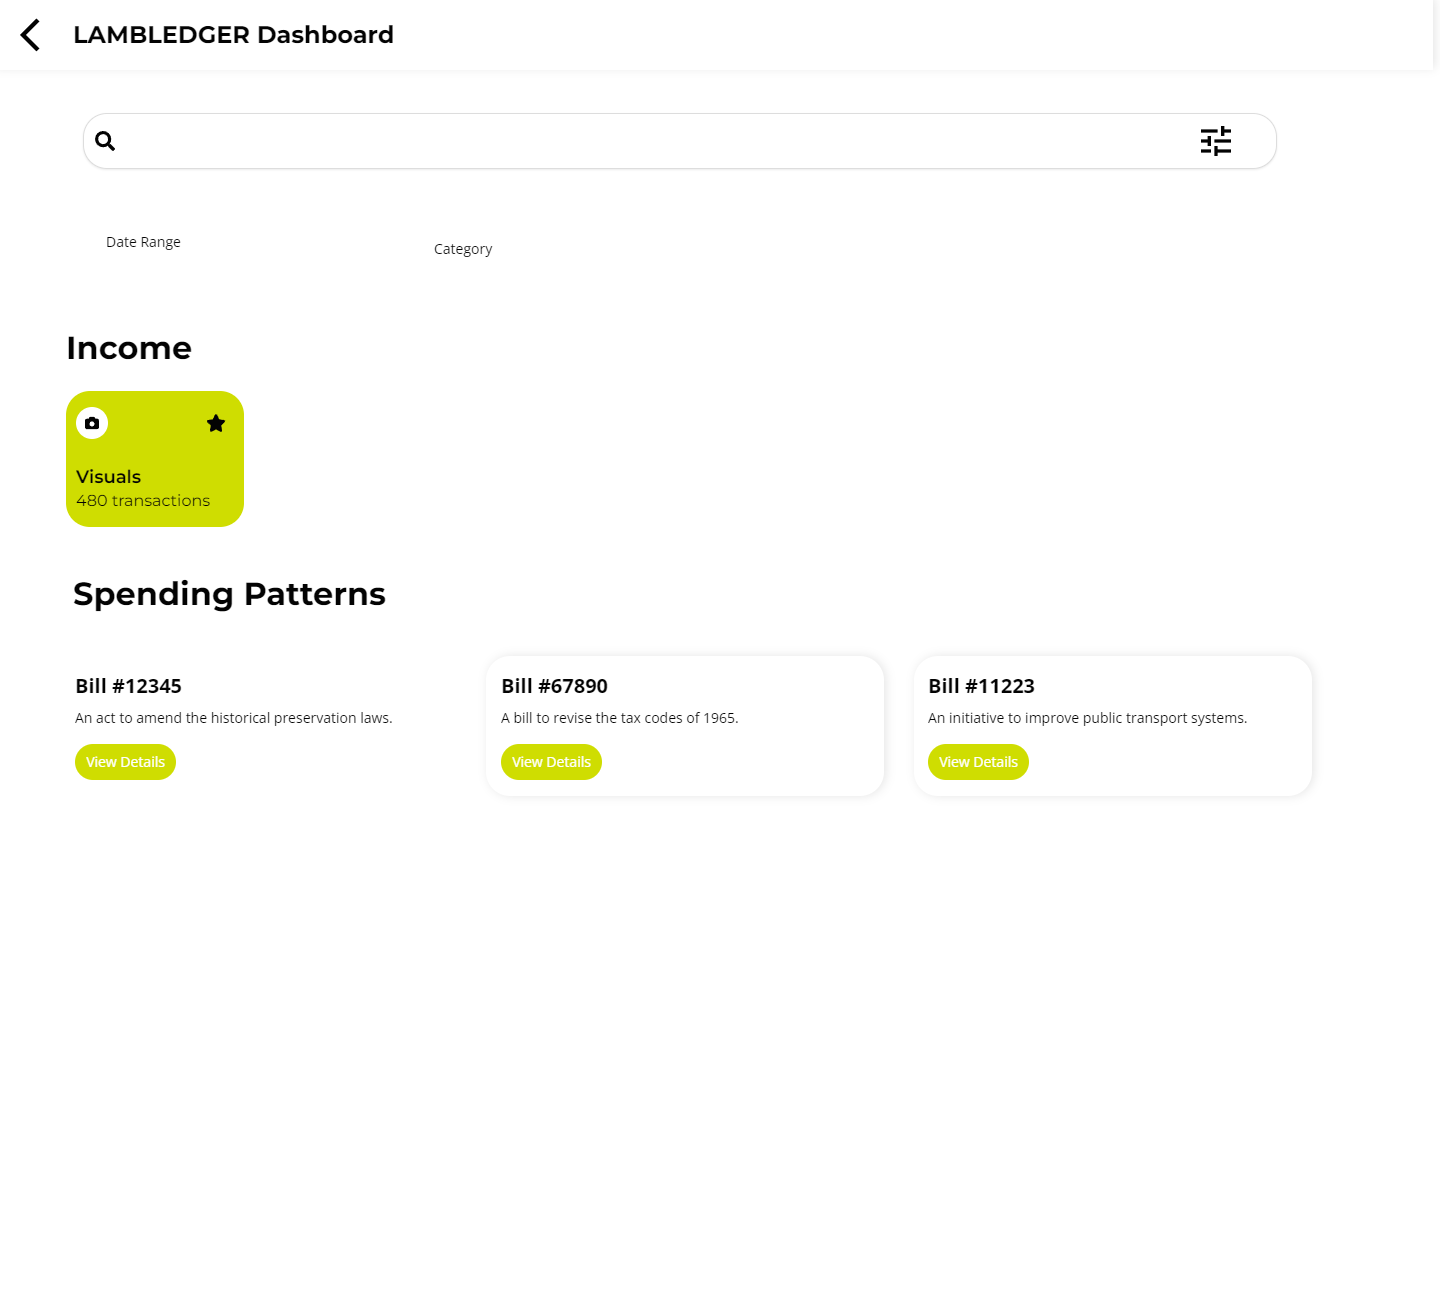 LAMBLEDGER Dashboard
Date Range
Category
Income
Visuals
480 transactions
Spending Patterns
Bill #12345
An act to amend the historical preservation laws.
View Details
Bill #67890
A bill to revise the tax codes of 1965.
View Details
Bill #11223
An initiative to improve public transport systems.
View Details